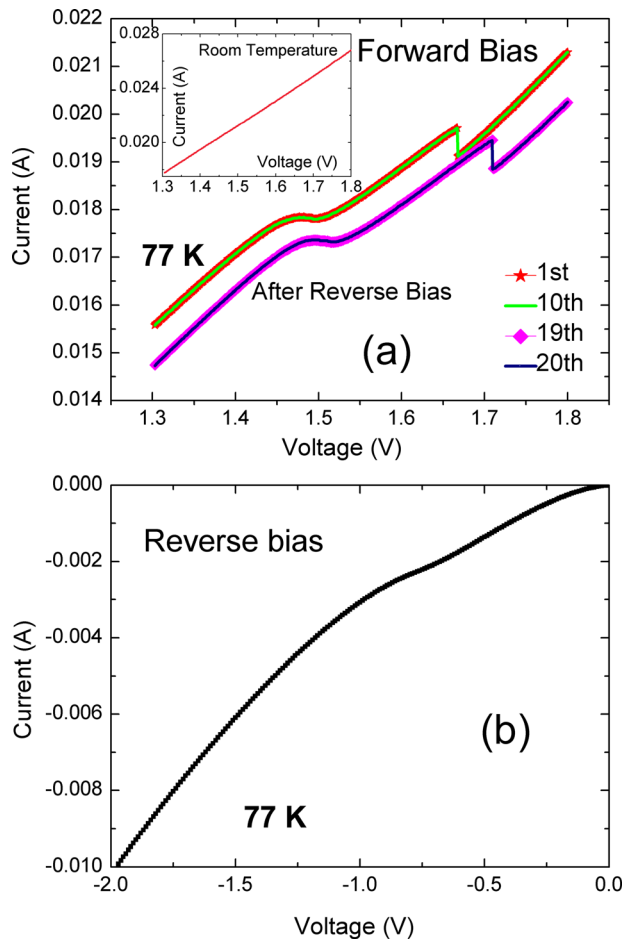 0.022
0.021
0.020
0.019
0.018
0.017
0.016
0.015
0.014
Current (A)
0.028
0.026
0.020
Current (A)
Room Temperature
Voltage (V)
1.3 1.4 1.5 1.6 1.7 1.8
Forward Bias
77 K
After Reverse Bias
(a)
1st
10th
19th
20th
1.3 1.4 1.5 1.6 1.7 1.8
Voltage (V)
0.000
-0.002
-0.004
-0.006
-0.008
-0.010
Current (A)
Reverse bias
(b)
77 K
-2.0 -1.5 -1.0 -0.5 0.0
Voltage (V)